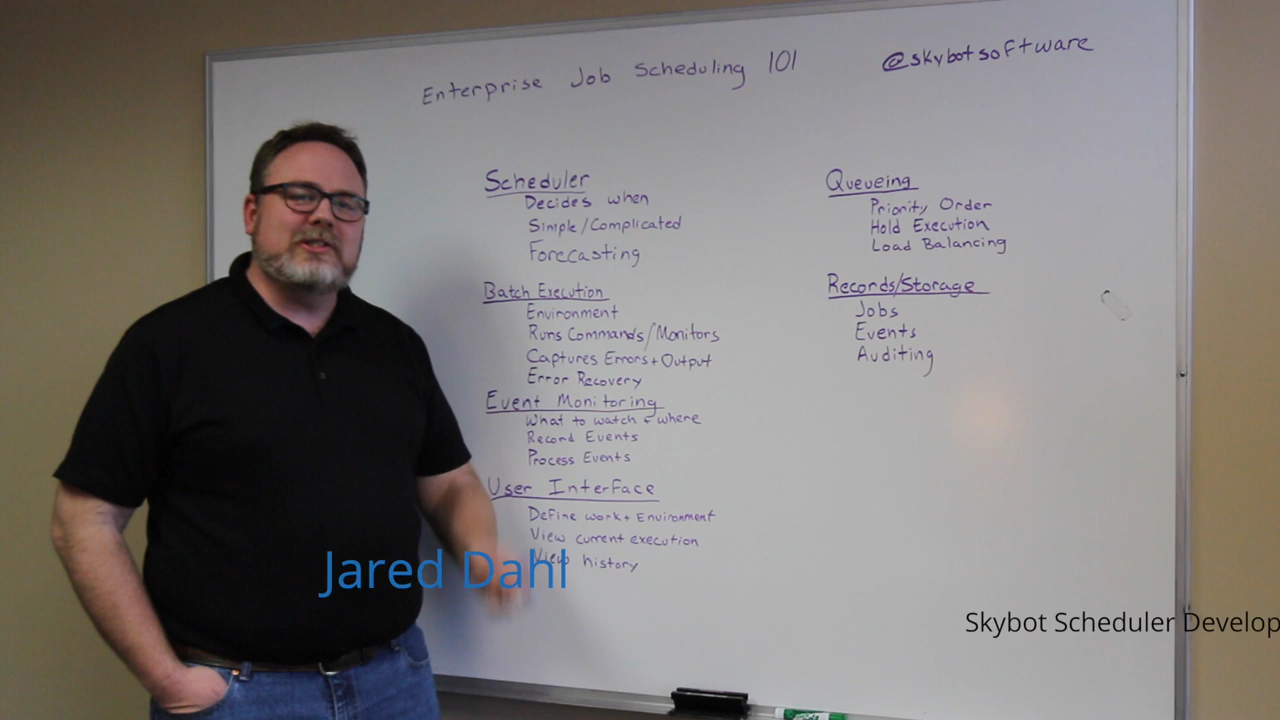 Enterprise Job Scheduling 101
@skybotsoftware
Scheduler
Decides when
Simple/Complicated
Forecasting
Batch Execution
Environment
Runs Commands/Monitors
Captures Errors + Output
Error Recovery
Event Monitoring
What to watch + where
Record Events
Process Events
User Interface
Define work + Environment
View current execution
View history
Queueing
Priority Order
Hold Execution
Load Balancing
Records/Storage
Jobs
Events
Auditing
Jared Dahl
Skybot Scheduler Develop